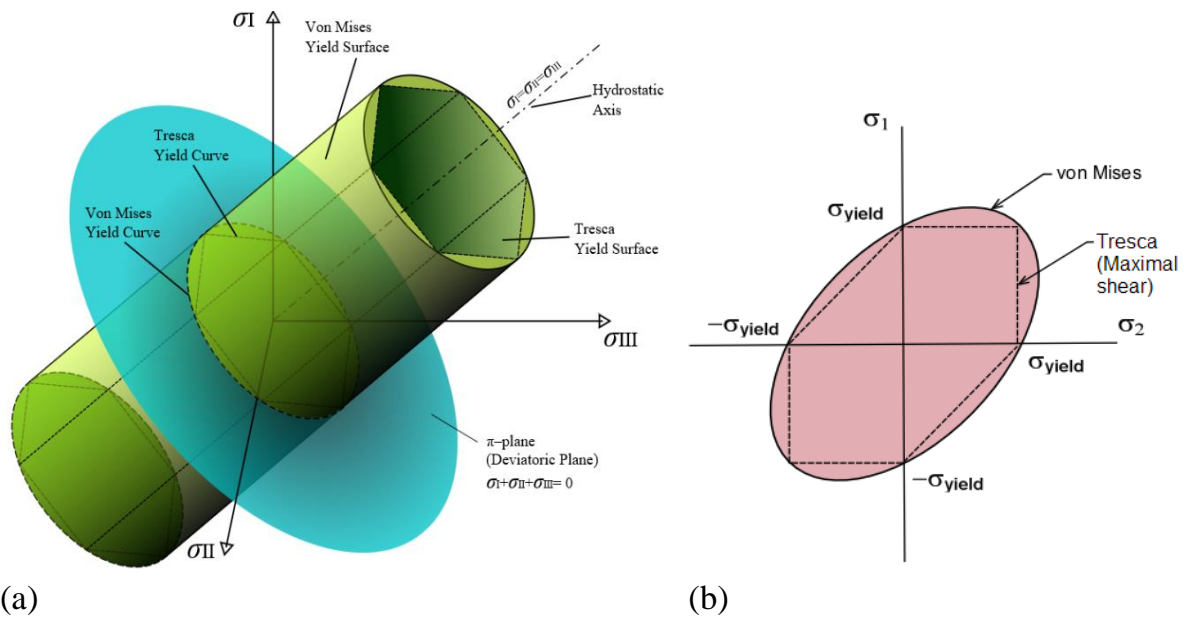 σI
Von Mises
Yield Surface
σI=σII=σIII
Hydrostatic
Axis
Tresca
Yield Curve
Von Mises
Yield Curve
Tresca
Yield Surface
σIII
π–plane
(Deviatoric Plane)
σI+σII+σIII= 0
σII
(a)
σ1
von Mises
σyield
Tresca
(Maximal
shear)
−σyield
σ2
σyield
−σyield
(b)